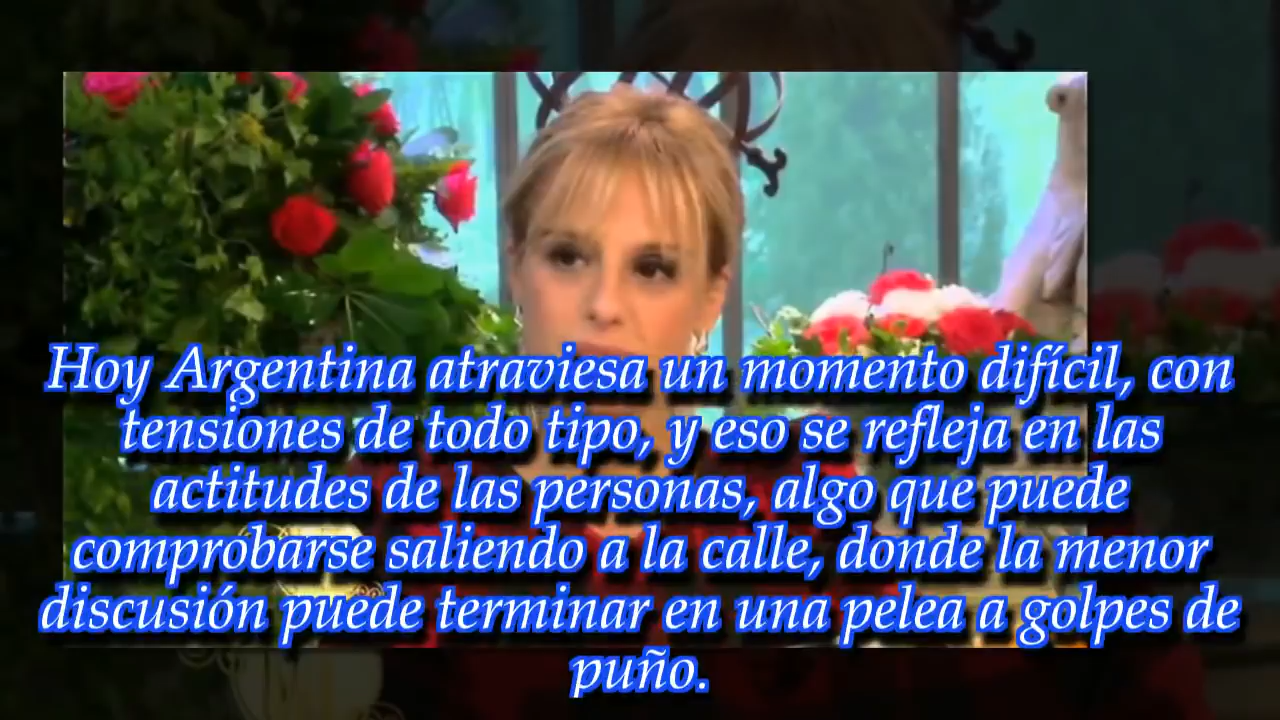 Hoy Argentina atraviesa un momento difícil, con
tensiones de todo tipo, y eso se refleja en las
actitudes de las personas, algo que puede
comprobarse saliendo a la calle, donde la menor
discusión puede terminar en una pelea a golpes de
puño.